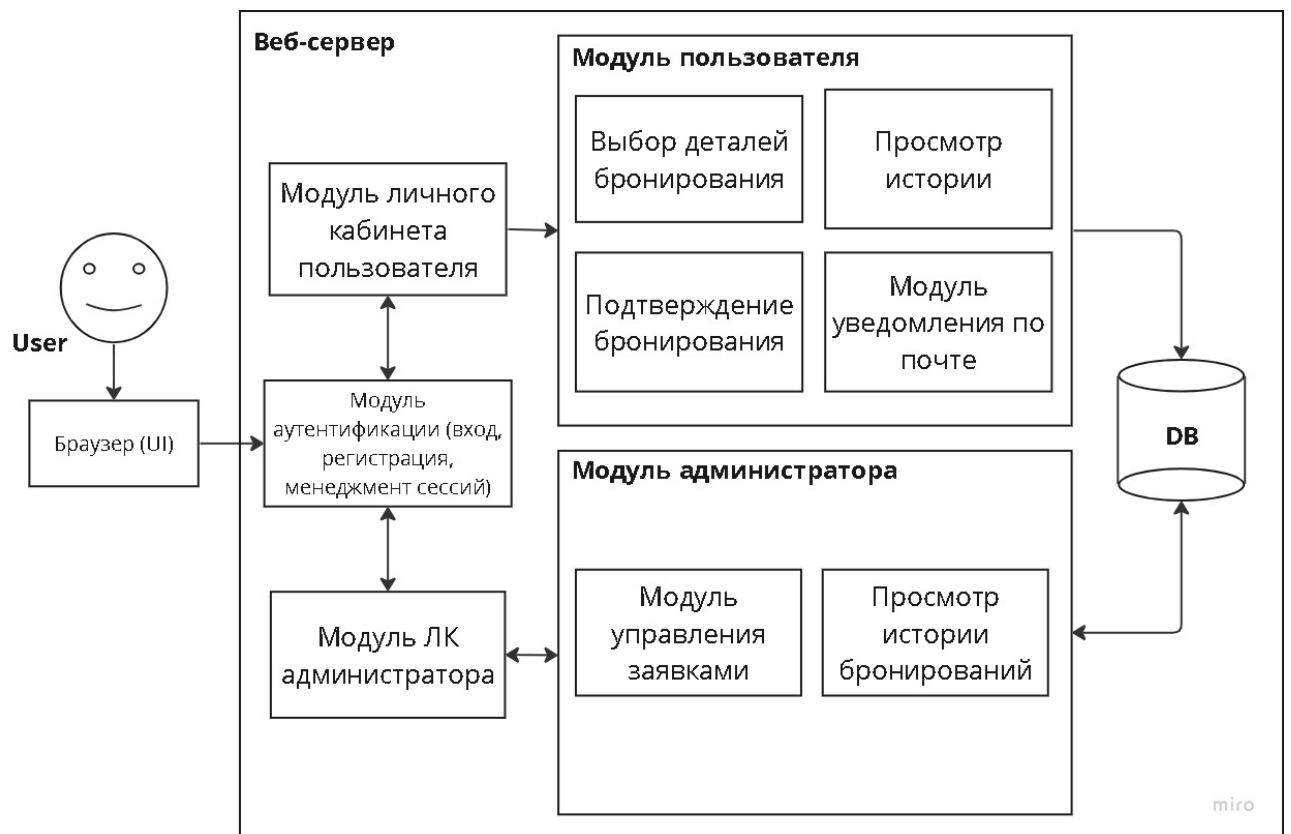 Веб-сервер
Модуль пользователя
Выбор деталей
бронирования
Просмотр
истории
Модуль личного
кабинета
пользователя
Подтверждение
бронирования
Модуль
уведомления по
почте
User
Браузер (UI)
Модуль
аутентификации (вход,
регистрация,
менеджмент сессий)
DB
Модуль администратора
Модуль ЛК
администратора
Модуль
управления
заявками
Просмотр
истории
бронирований
miro